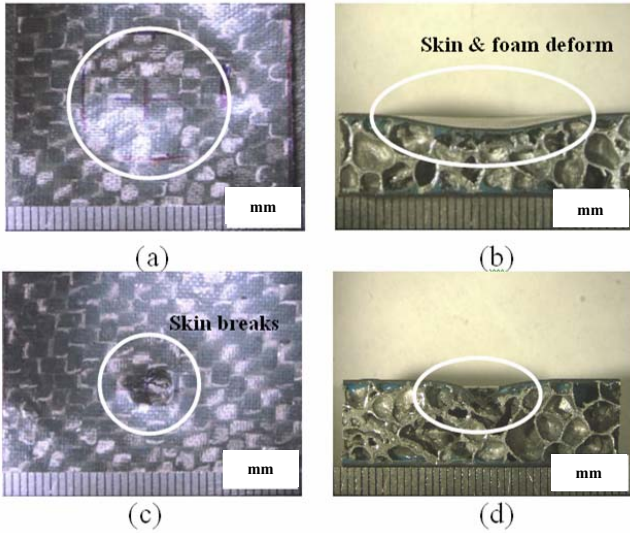 Skin & foam deform
mm
mm
(a)
(b)
Skin breaks
mm
mm
(c)
(d)